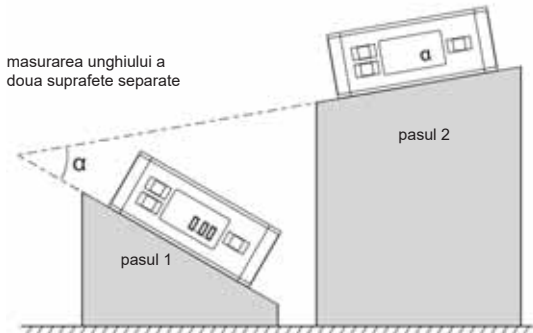 masurarea unghiului a
doua suprafete separate
α
pasul 2
α
0.00
pasul 1